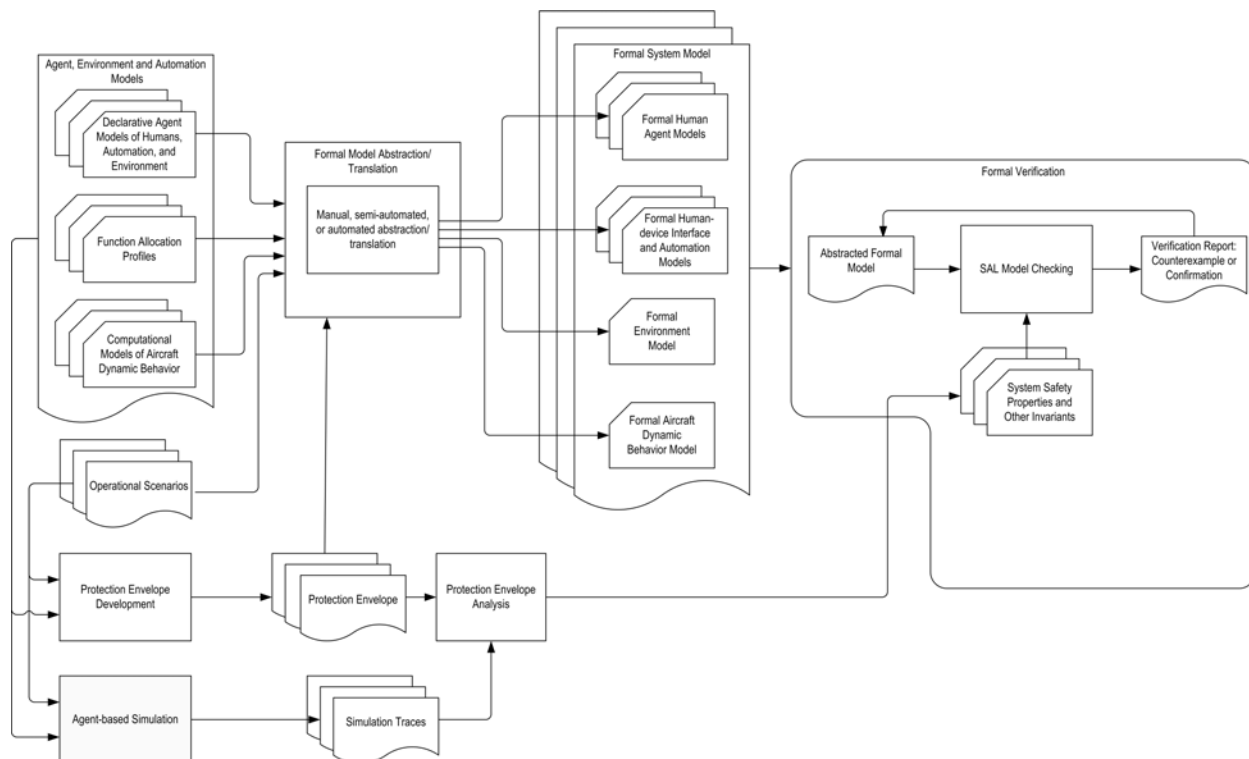 Agent, Environment and Automation
Models
Declarative Agent
Models of Humans,
Automation, and
Environment
Function Allocation
Profiles
Computational
Models of Aircraft
Dynamic Behavior
Operational Scenarios
Protection Envelope
Development
Agent-based Simulation
Formal Model Abstraction/
Translation
Manual, semi-automated,
or automated abstraction/
translation
Protection Envelope
Simulation Traces
Protection Envelope
Analysis
Formal System Model
Formal Human
Agent Models
Formal Human-
device Interface
and Automation
Models
Formal
Environment
Model
Formal Aircraft
Dynamic
Behavior Model
Formal Verification
Abstracted Formal
Model
SAL Model Checking
Verification Report:
Counterexample or
Confirmation
System Safety
Properties and
Other Invariants